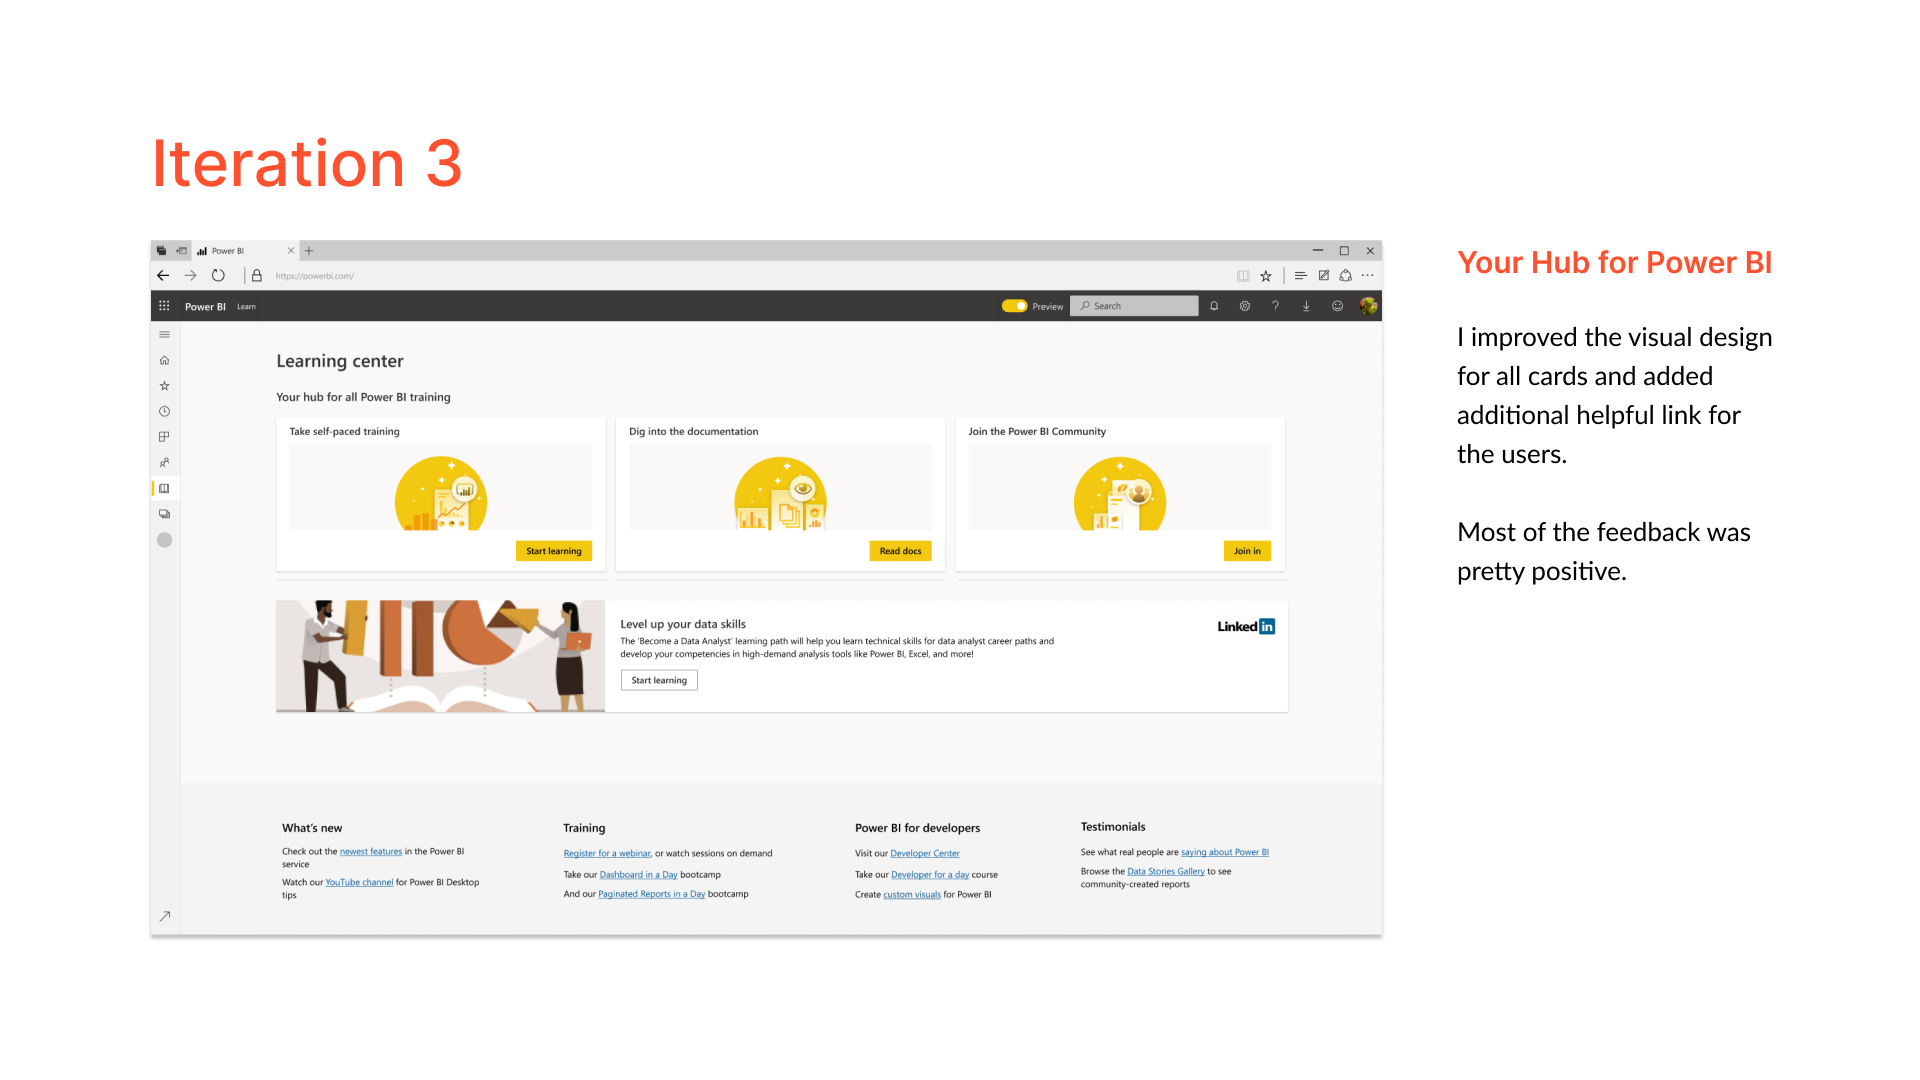 Iteration 3
Power BI
https://powerbi.com/
Power BI Learn
Preview
Search
Learning center
Your hub for all Power BI training
Take self-paced training
Start learning
Dig into the documentation
Read docs
Join the Power BI Community
Join in
Level up your data skills
The 'Become a Data Analyst' learning path will help you learn technical skills for data analyst career paths and
develop your competencies in high-demand analysis tools like Power BI, Excel, and more!
Start learning
Linked in
What's new
Check out the newest features in the Power BI
service
Watch our YouTube channel for Power BI Desktop
tips
Training
Register for a webinar, or watch sessions on demand
Take our Dashboard in a Day bootcamp
And our Paginated Reports in a Day bootcamp
Power BI for developers
Visit our Developer Center
Take our Developer for a day course
Create custom visuals for Power BI
Testimonials
See what real people are saying about Power BI
Browse the Data Stories Gallery to see
community-created reports
Your Hub for Power BI
I improved the visual design
for all cards and added
additional helpful link for
the users.
Most of the feedback was
pretty positive.